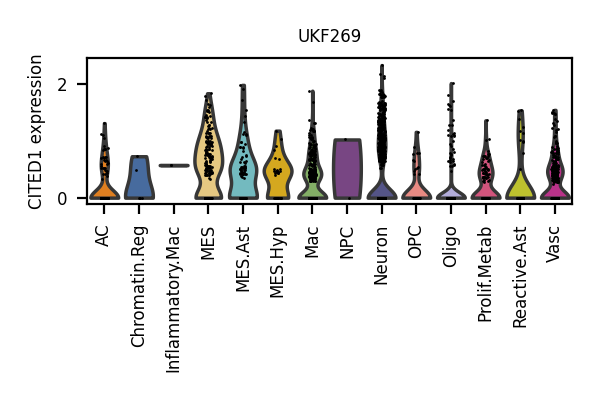 UKF269
CITED1 expression
2
0
AC
Chromatin.Reg
Inflammatory.Mac
MES
MES.Ast
MES.Hyp
Mac
NPC
Neuron
OPC
Oligo
Prolif.Metab
Reactive.Ast
Vasc